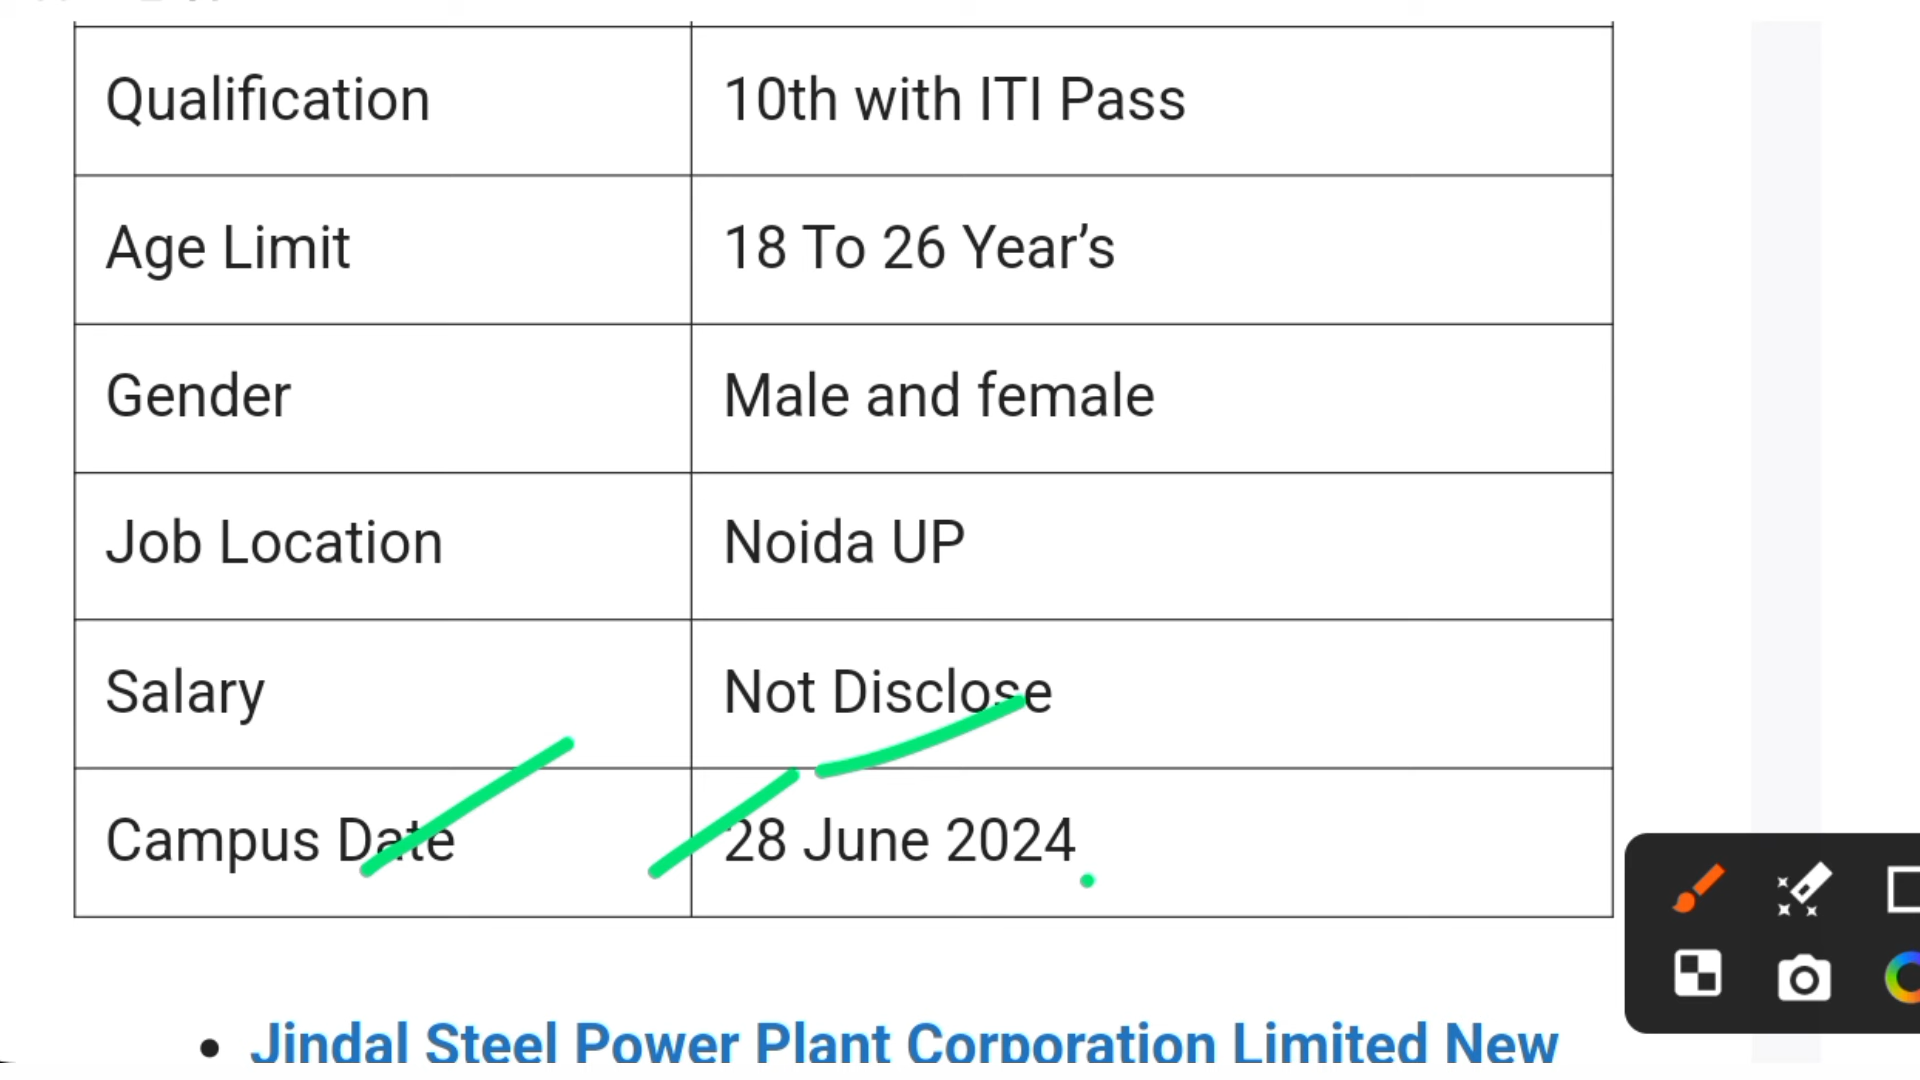 Qualification 10th with ITI Pass
Age Limit 18 To 26 Year’s
Gender Male and female
Job Location Noida UP
Salary Not Disclose
Campus Date 28 June 2024
• Jindal Steel Power Plant Corporation Limited New